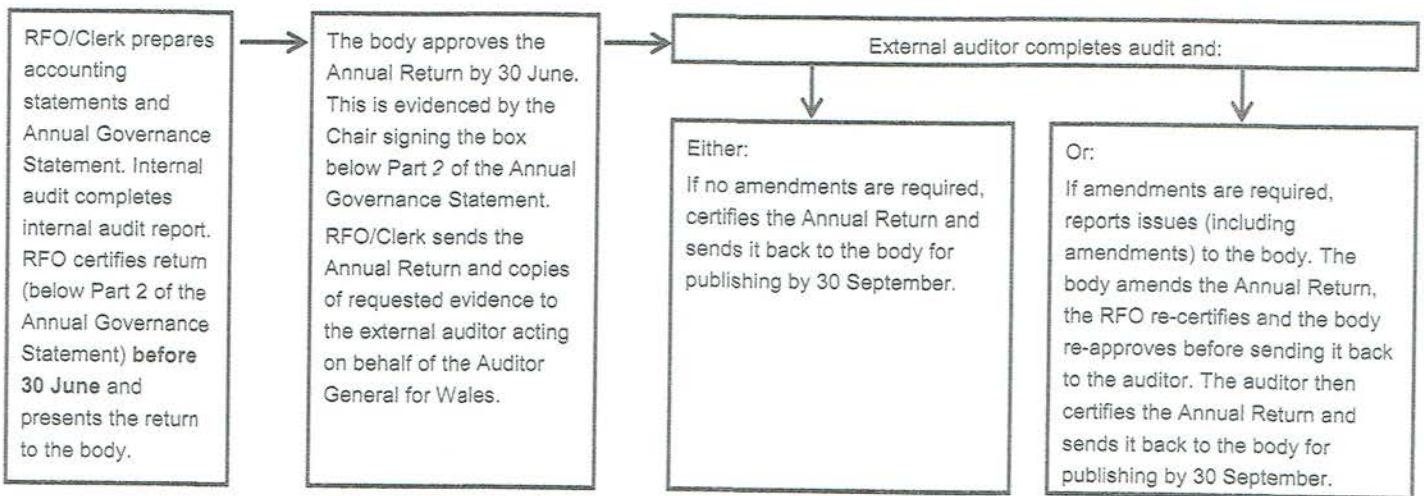 RFO/Clerk prepares
accounting
statements and
Annual Governance
Statement. Internal
audit completes
internal audit report.
RFO certifies return
(below Part 2 of the
Annual Governance
Statement) before
30 June and
presents the return
to the body.
The body approves the
Annual Return by 30 June.
This is evidenced by the
Chair signing the box
below Part 2 of the Annual
Governance Statement.
RFO/Clerk sends the
Annual Return and copies
of requested evidence to
the external auditor acting
on behalf of the Auditor
General for Wales.
External auditor completes audit and:
Either:
If no amendments are required,
certifies the Annual Return and
sends it back to the body for
publishing by 30 September.
Or:
If amendments are required,
reports issues (including
amendments) to the body. The
body amends the Annual Return,
the RFO re-certifies and the body
re-approves before sending it back
to the auditor. The auditor then
certifies the Annual Return and
sends it back to the body for
publishing by 30 September.